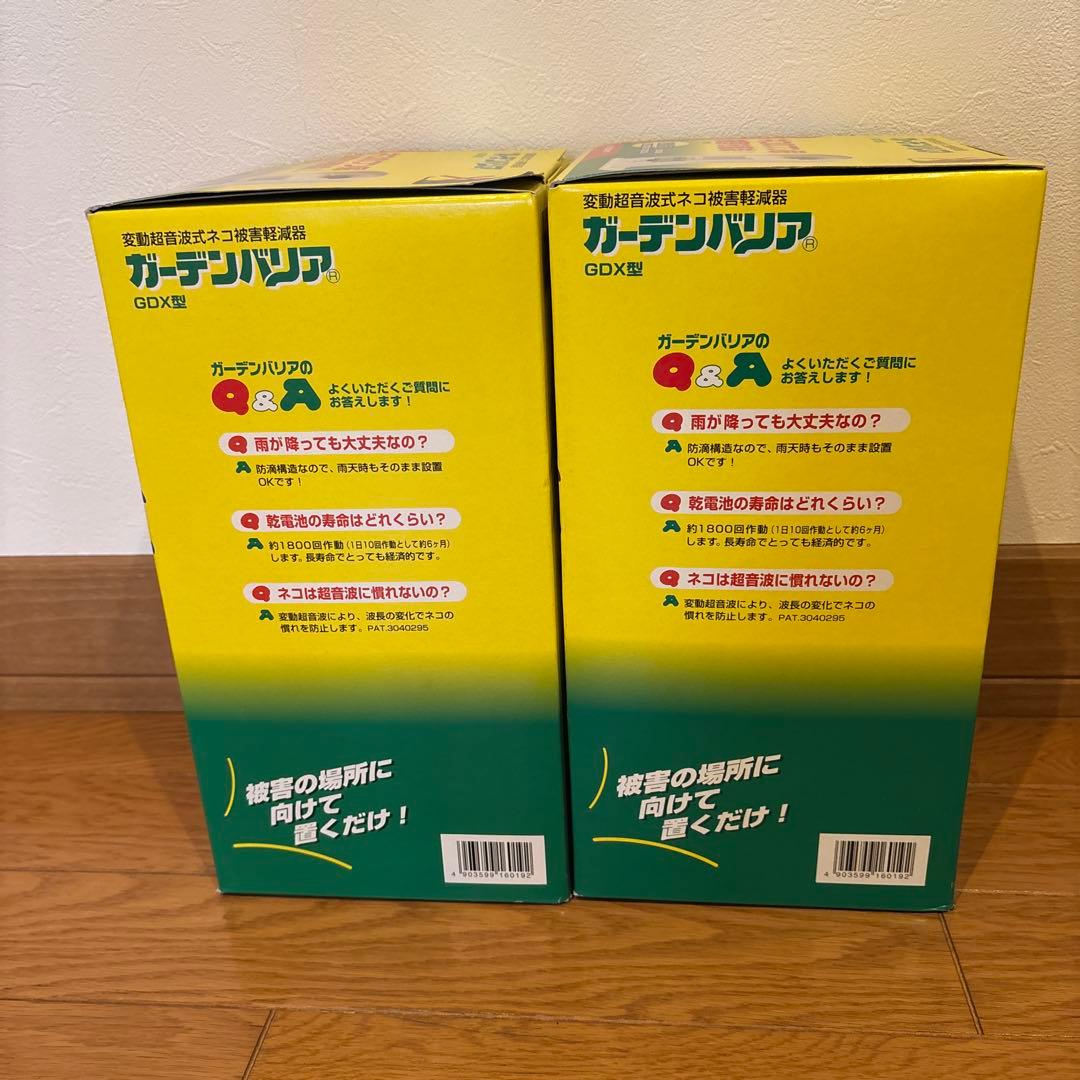 変動超音波式ネコ被害軽減器
ガーデンバリア®
GDX型
ガーデンバリアの
Q&A
よくいただくご質問に
お答えします!
Q 雨が降っても大丈夫なの?
A 防滴構造なので、雨天時もそのまま設置
OKです!
Q 乾電池の寿命はどれくらい?
A 約1800回作動(1日10回作動として約6ヶ月)
します。長寿命でとっても経済的です。
Q ネコは超音波に慣れないの?
A 変動超音波により、波長の変化でネコの
慣れを防止します。PAT.3040295
被害の場所に
向けて
置くだけ!
4 903599 160192
変動超音波式ネコ被害軽減器
ガーデンバリア®
GDX型
ガーデンバリアの
Q&A
よくいただくご質問に
お答えします!
Q 雨が降っても大丈夫なの?
A 防滴構造なので、雨天時もそのまま設置
OKです!
Q 乾電池の寿命はどれくらい?
A 約1800回作動(1日10回作動として約6ヶ月)
します。長寿命でとっても経済的です。
Q ネコは超音波に慣れないの?
A 変動超音波により、波長の変化でネコの
慣れを防止します。PAT.3040295
被害の場所に
向けて
置くだけ!
4 903599 160192